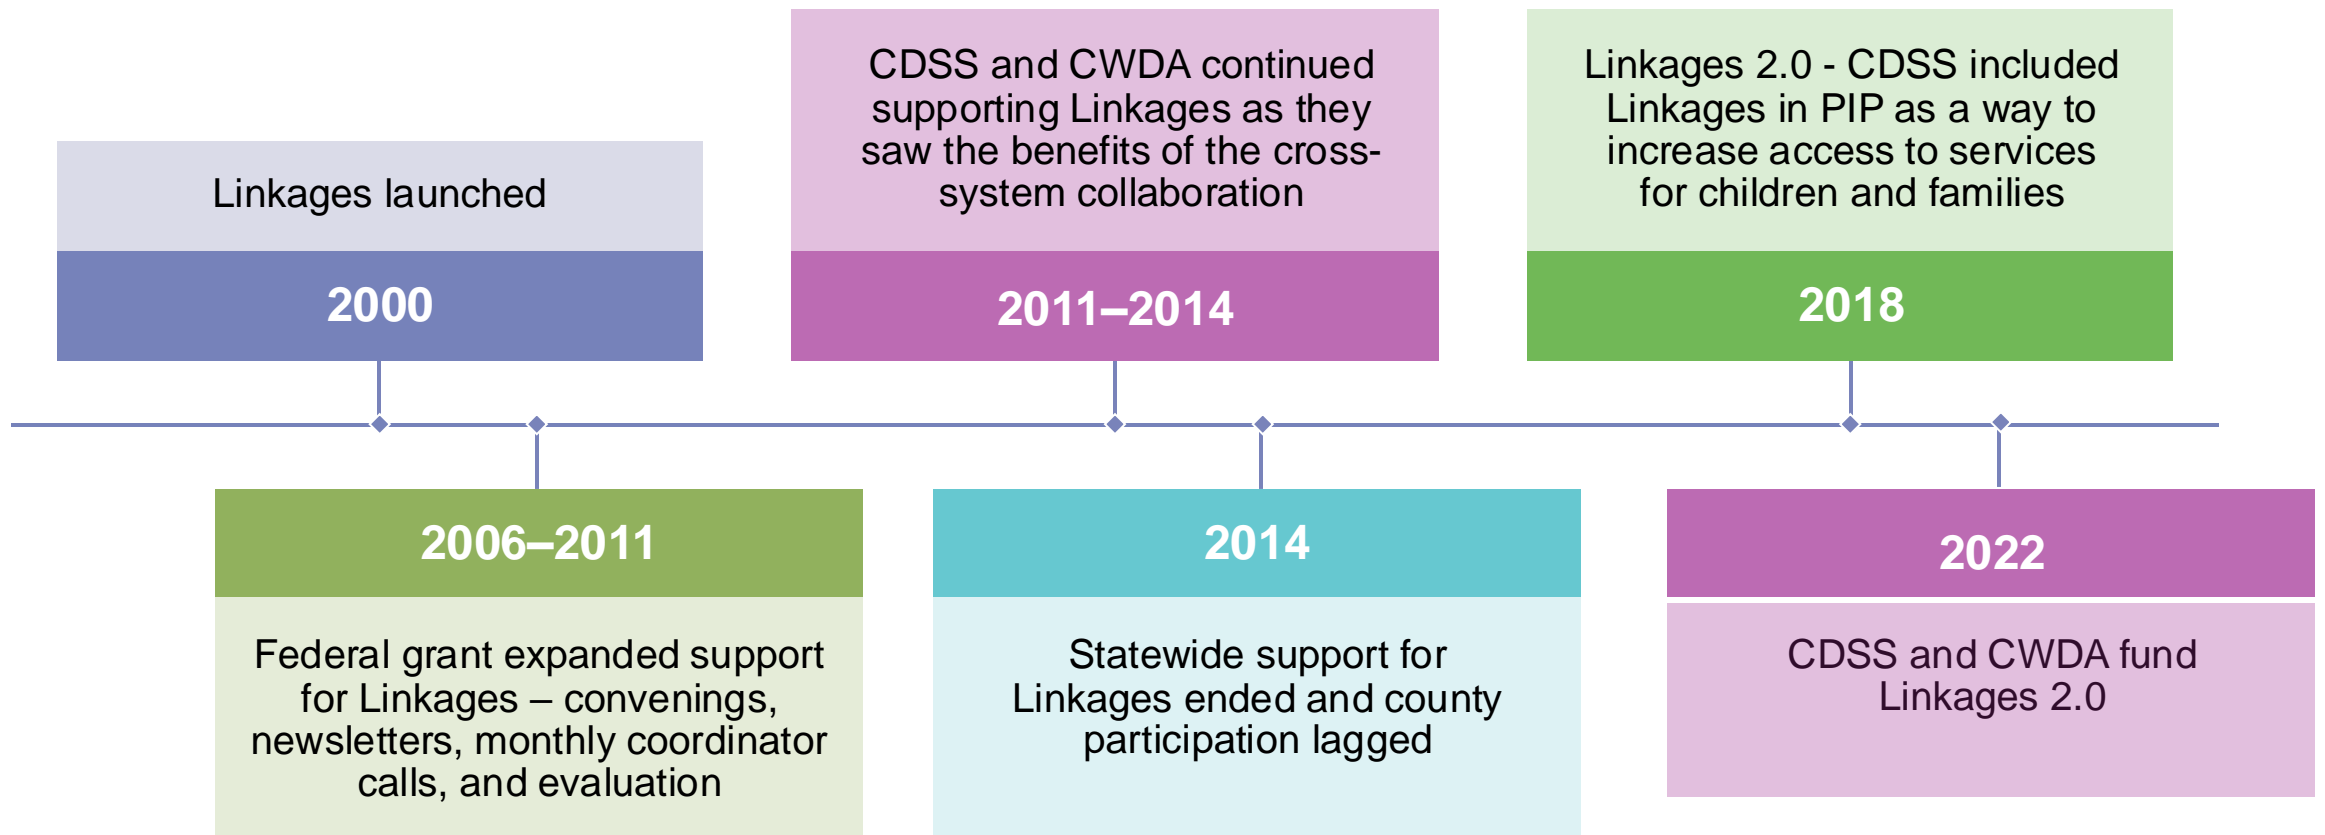 Linkages launched
2000
2006–2011
Federal grant expanded support
for Linkages – convenings,
newsletters, monthly coordinator
calls, and evaluation
CDSS and CWDA continued
supporting Linkages as they
saw the benefits of the cross-
system collaboration
2011–2014
2014
Statewide support for
Linkages ended and county
participation lagged
Linkages 2.0 - CDSS included
Linkages in PIP as a way to
increase access to services
for children and families
2018
2022
CDSS and CWDA fund
Linkages 2.0